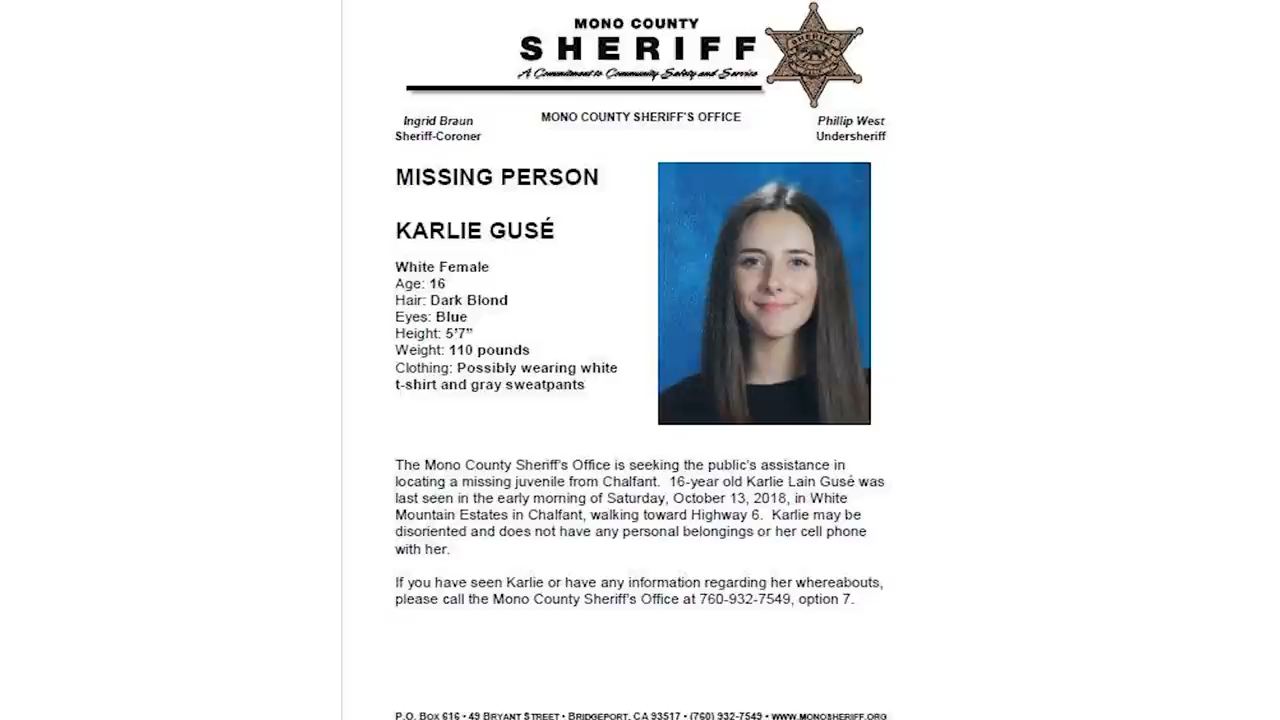 MONO COUNTY
SHERIFF
A Commitment to Community Safety and Service
Ingrid Braun
Sheriff-Coroner
MONO COUNTY SHERIFF'S OFFICE
Phillip West
Undersheriff
MISSING PERSON
KARLIE GUSÉ
White Female
Age: 16
Hair: Dark Blond
Eyes: Blue
Height: 5'7"
Weight: 110 pounds
Clothing: Possibly wearing white
t-shirt and gray sweatpants
The Mono County Sheriff's Office is seeking the public's assistance in
locating a missing juvenile from Chalfant. 16-year old Karlie Lain Gusé was
last seen in the early morning of Saturday, October 13, 2018, in White
Mountain Estates in Chalfant, walking toward Highway 6. Karlie may be
disoriented and does not have any personal belongings or her cell phone
with her.
If you have seen Karlie or have any information regarding her whereabouts,
please call the Mono County Sheriff's Office at 760-932-7549, option 7.
P.O. BOX 616 • 49 BRYANT STREET • BRIDGEPORT, CA 93517 • (760) 932-7549 • WWW.MONOSHERIFF.ORG